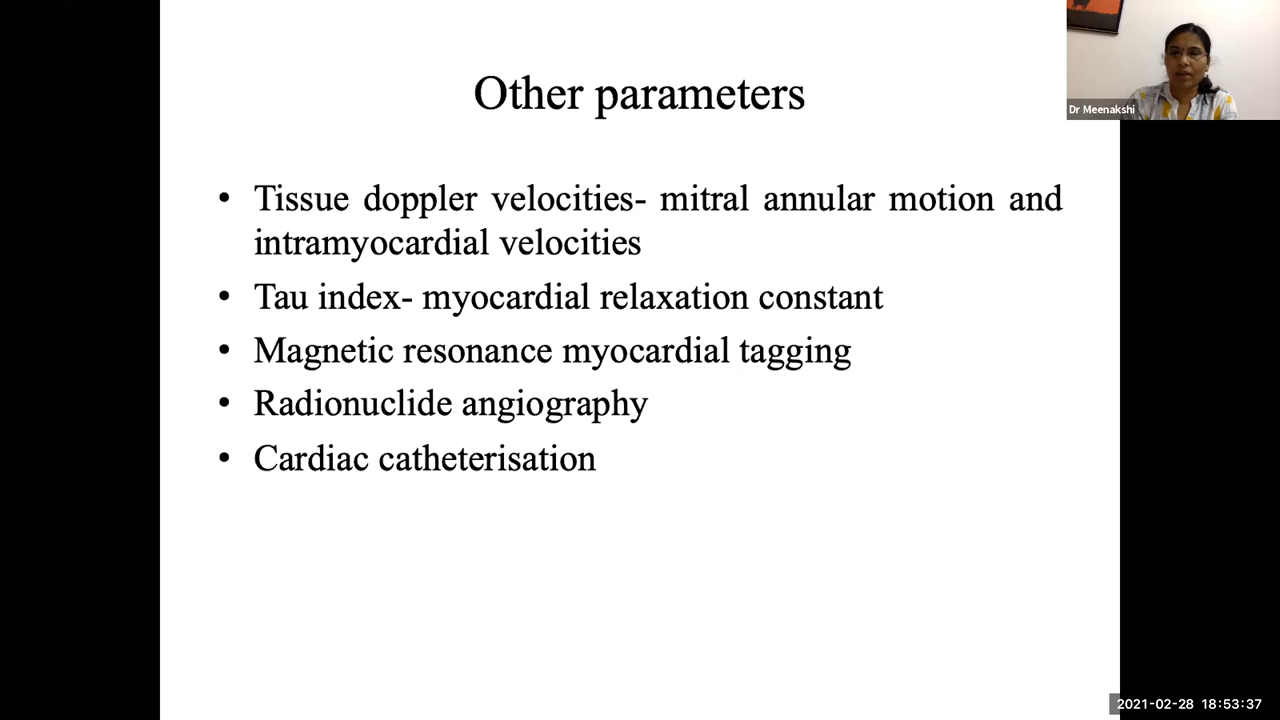 Other parameters
• Tissue doppler velocities- mitral annular motion and
intramyocardial velocities
• Tau index- myocardial relaxation constant
• Magnetic resonance myocardial tagging
• Radionuclide angiography
• Cardiac catheterisation
Dr Meenakshi
2021-02-28 18:53:37